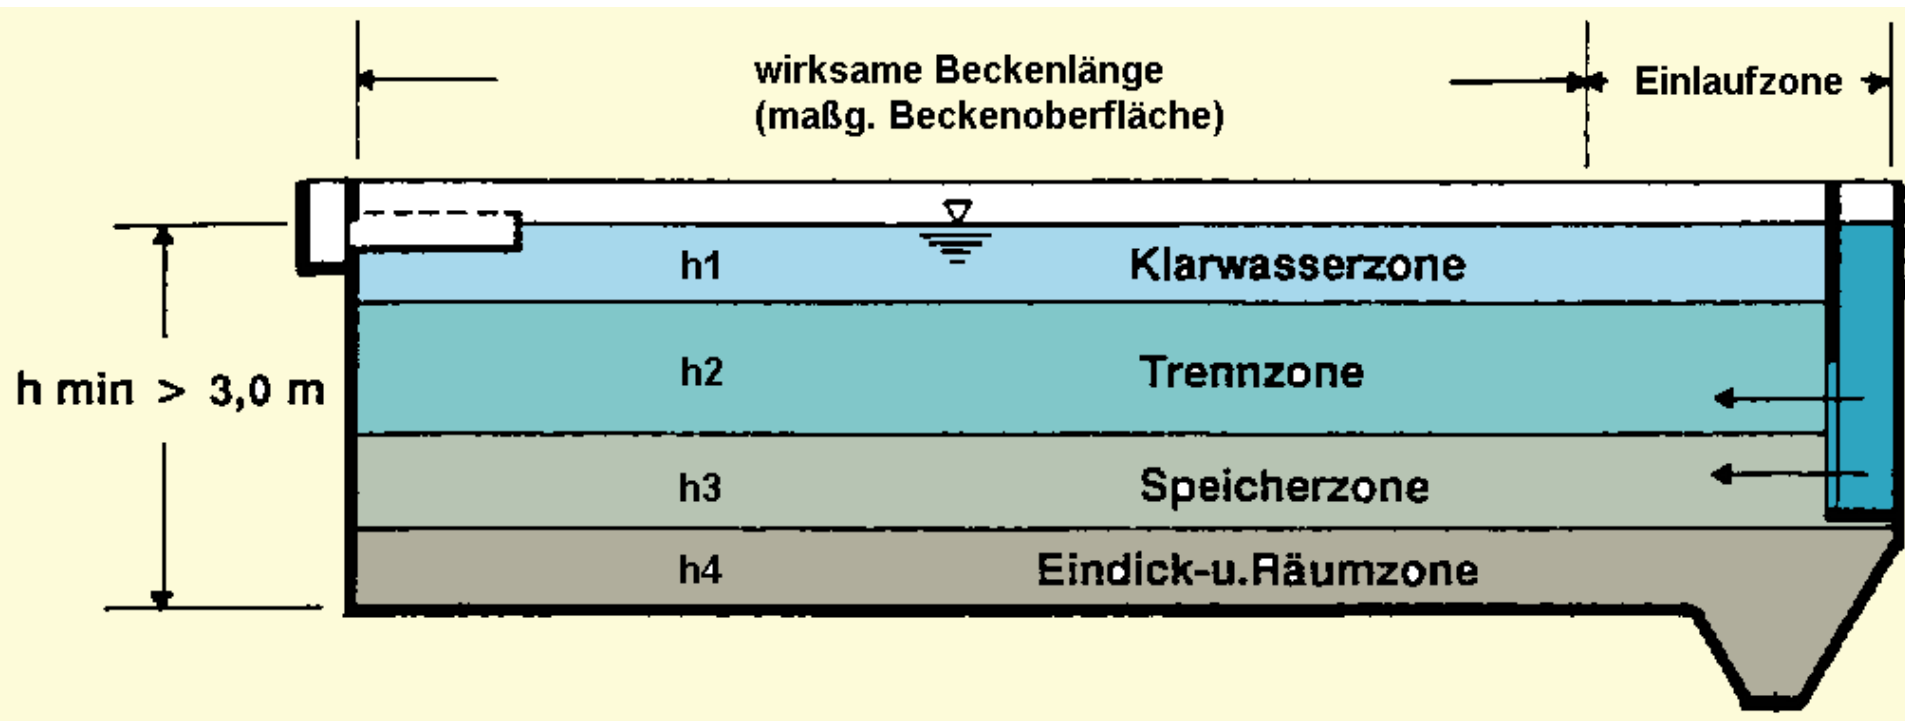 wirksame Beckenlänge
(maßg. Beckenoberfläche)
Einlaufzone
h1 Klarwasserzone
h2 Trennzone
h min > 3,0 m
h3 Speicherzone
h4 Eindick-u.Räumzone